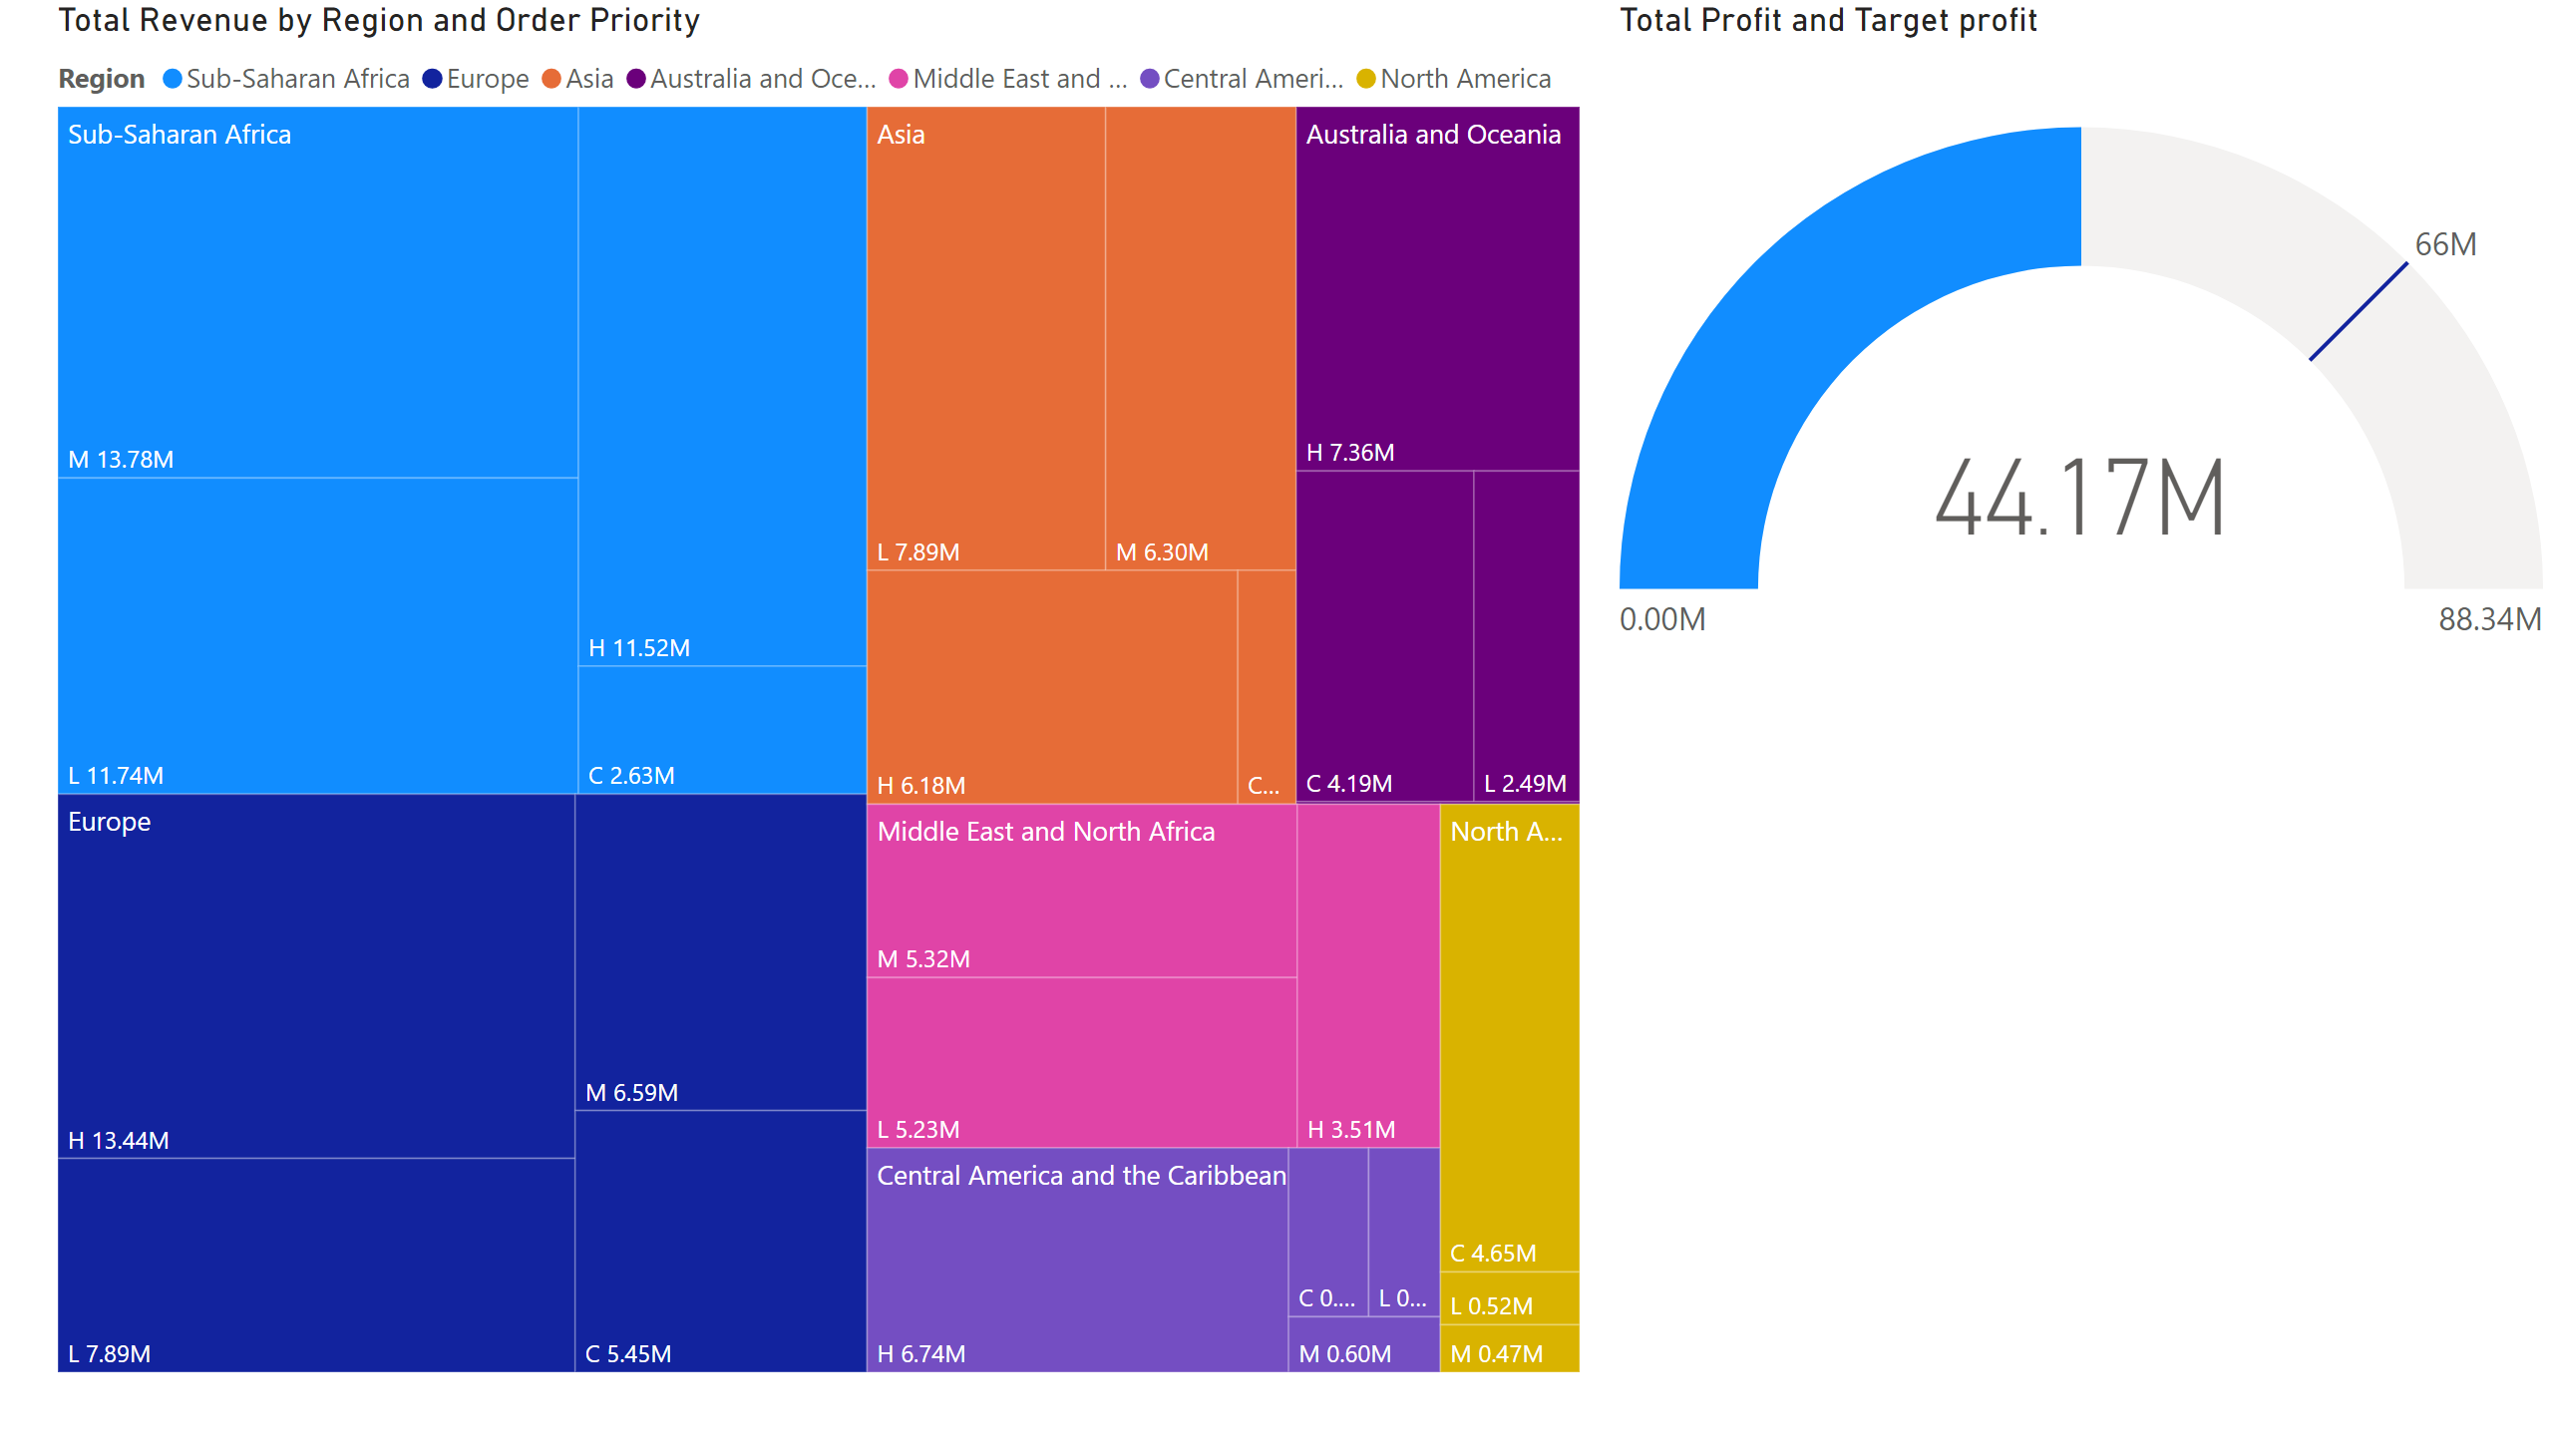 Total Revenue by Region and Order Priority
Region Sub-Saharan Africa Europe Asia Australia and Oce... Middle East and ... Central Ameri... North America
Sub-Saharan Africa
M 13.78M
L 11.74M
H 11.52M
C 2.63M
Europe
H 13.44M
L 7.89M
M 6.59M
C 5.45M
Asia
L 7.89M
M 6.30M
H 6.18M
C...
Australia and Oceania
H 7.36M
C 4.19M
L 2.49M
Middle East and North Africa
M 5.32M
L 5.23M
H 3.51M
Central America and the Caribbean
H 6.74M
C 0....
L 0...
M 0.60M
North A...
C 4.65M
L 0.52M
M 0.47M
Total Profit and Target profit
66M
44.17M
0.00M
88.34M